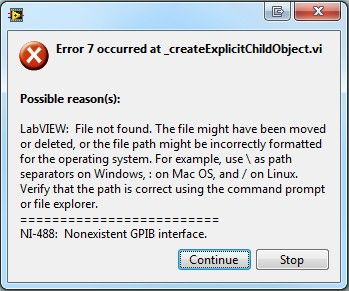 Error 7 occurred at _createExplicitChildObject.vi
Possible reason(s):
LabVIEW:  File not found. The file might have been moved
or deleted, or the file path might be incorrectly formatted
for the operating system. For example, use \ as path
separators on Windows, : on Mac OS, and / on Linux.
Verify that the path is correct using the command prompt
or file explorer.
=========================
NI-488:  Nonexistent GPIB interface.
Continue Stop